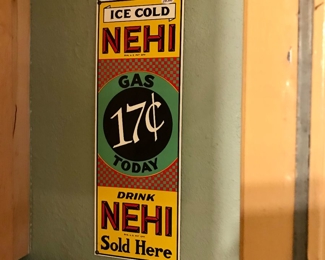 ICE COLD
NEHI
GAS
17¢
TODAY
DRINK
NEHI
Sold Here